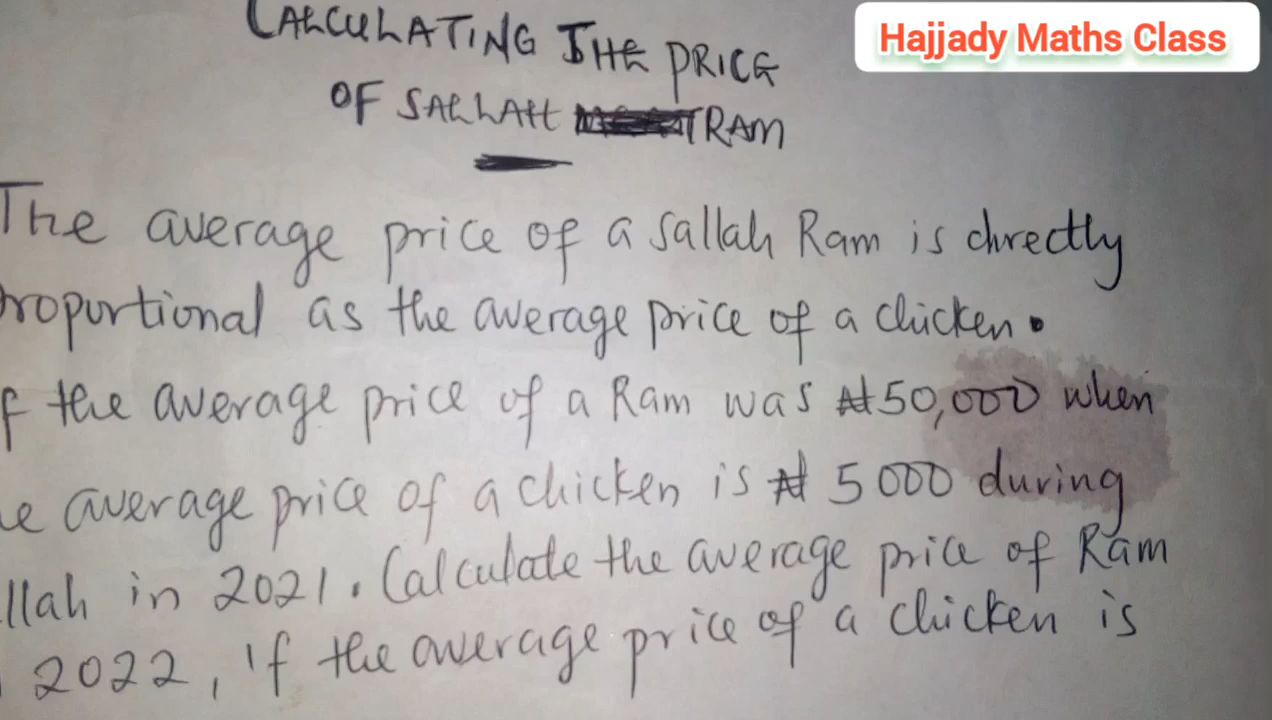 Hajjady Maths Class
CALCULATING THE PRICE
OF SALLAH RAM
The average price of a Sallah Ram is directly
proportional as the average price of a chicken.
f the average price of a Ram was ₦50,000 when
e average price of a chicken is ₦5000 during
llah in 2021. Calculate the average price of Ram
2022, if the average price of a chicken is